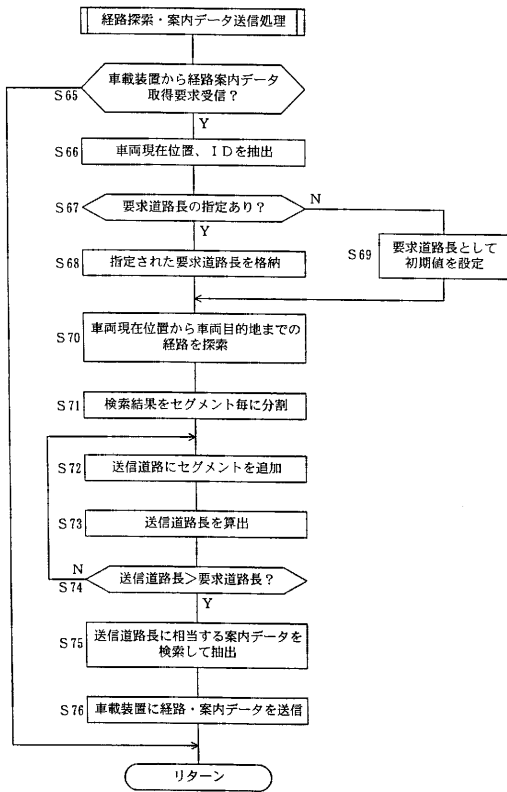 経路探索・案内データ送信処理
車載装置から経路案内データ
取得要求受信？
S65
Y
S66
車両現在位置、IDを抽出
S67
要求道路長の指定あり？
N
Y
S68
指定された要求道路長を格納
S69
要求道路長として
初期値を設定
S70
車両現在位置から車両目的地までの
経路を探索
S71
検索結果をセグメント毎に分割
S72
送信道路にセグメントを追加
S73
送信道路長を算出
N
S74
送信道路長＞要求道路長？
Y
S75
送信道路長に相当する案内データを
検索して抽出
S76
車載装置に経路・案内データを送信
リターン